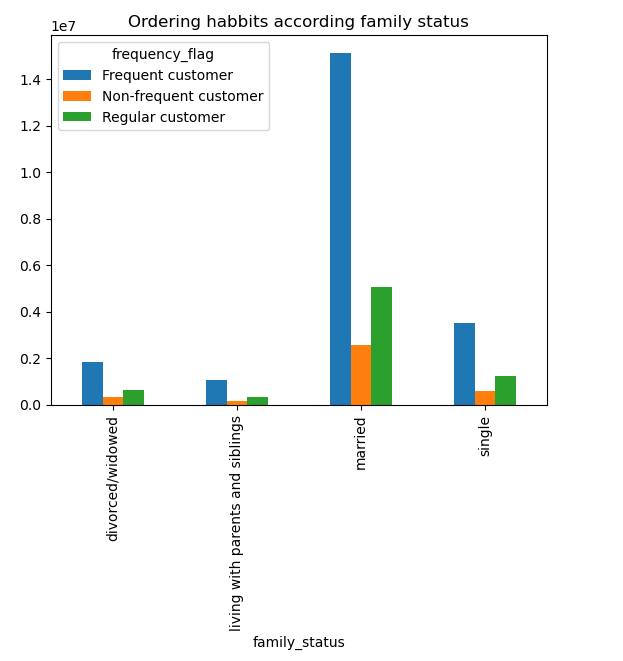 Ordering habbits according family status
1e7
frequency_flag
Frequent customer
Non-frequent customer
Regular customer
1.4
1.2
1.0
0.8
0.6
0.4
0.2
0.0
divorced/widowed
living with parents and siblings
married
single
family_status